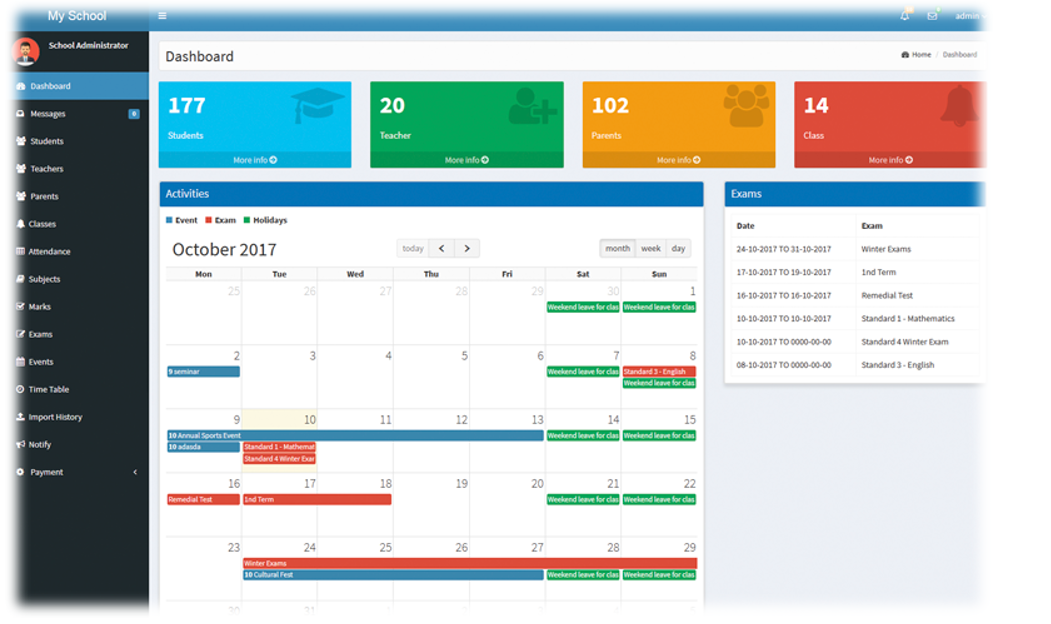 My School
admin
School Administrator
Dashboard
Messages 0
Students
Teachers
Parents
Classes
Attendance
Subjects
Marks
Exams
Events
Time Table
Import History
Notify
Payment
Dashboard
Home / Dashboard
177
Students
More info
20
Teacher
More info
102
Parents
More info
14
Class
More info
Activities
Event Exam Holidays
October 2017
today
month week day
Mon Tue Wed Thu Fri Sat Sun
25 26 27 28 29 30 1
Weekend leave for clas Weekend leave for clas
2 3 4 5 6 7 8
9 seminar Weekend leave for clas Standard 3 - English
Weekend leave for clas
9 10 11 12 13 14 15
10 Annual Sports Event Weekend leave for clas Weekend leave for clas
10 adasda Standard 1 - Mathemat
Standard 4 Winter Exar
16 17 18 19 20 21 22
Remedial Test 1nd Term Weekend leave for clas Weekend leave for clas
23 24 25 26 27 28 29
Winter Exams
10 Cultural Fest Weekend leave for clas Weekend leave for clas
30 31
Exams
Date Exam
24-10-2017 TO 31-10-2017 Winter Exams
17-10-2017 TO 19-10-2017 1nd Term
16-10-2017 TO 16-10-2017 Remedial Test
10-10-2017 TO 10-10-2017 Standard 1 - Mathematics
10-10-2017 TO 0000-00-00 Standard 4 Winter Exam
08-10-2017 TO 0000-00-00 Standard 3 - English